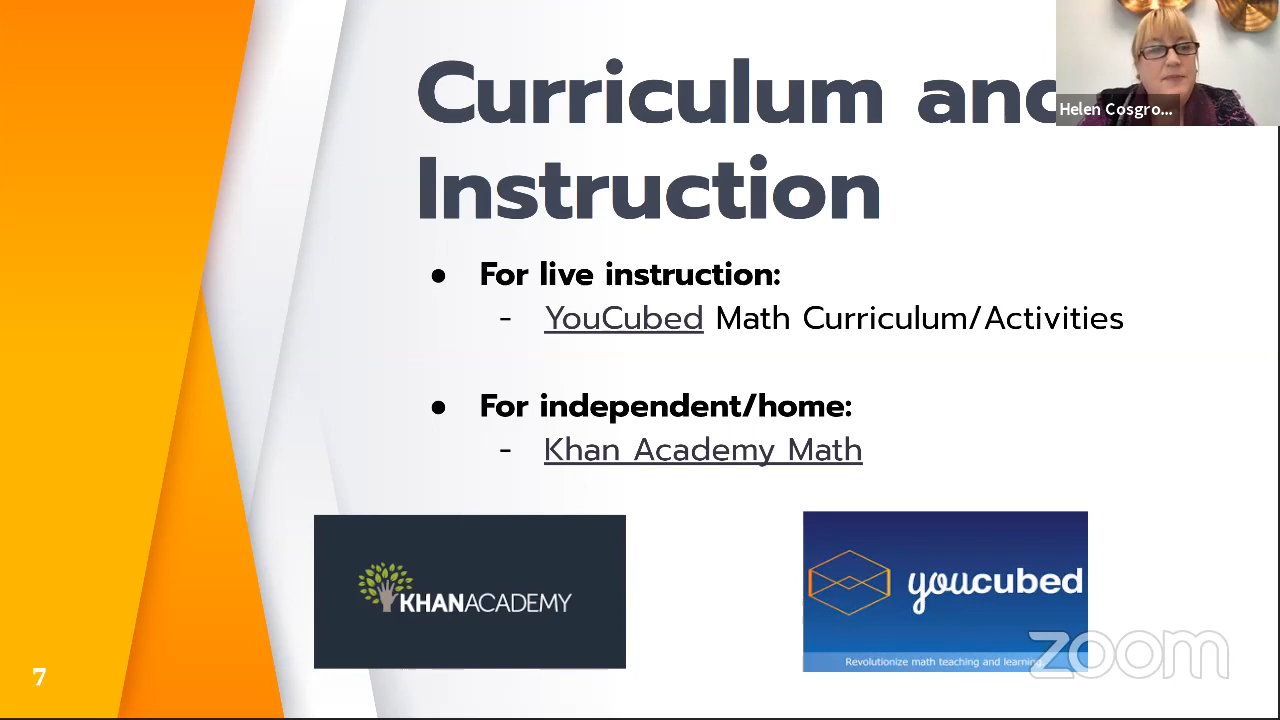 Curriculum and
Instruction
Helen Cosgro...
● For live instruction:
- YouCubed Math Curriculum/Activities
● For independent/home:
- Khan Academy Math
KHANACADEMY
youcubed
Revolutionize math teaching and learning.
zoom
7